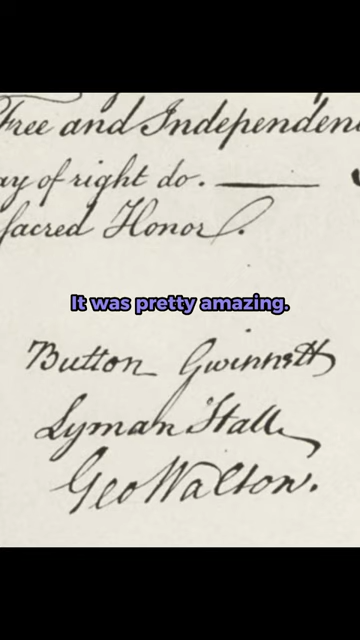 Free and Independen
ay of right do.
sacred Honor.
It was pretty amazing.
Button Gwinnett
Lyman Hall
Geo Walton.